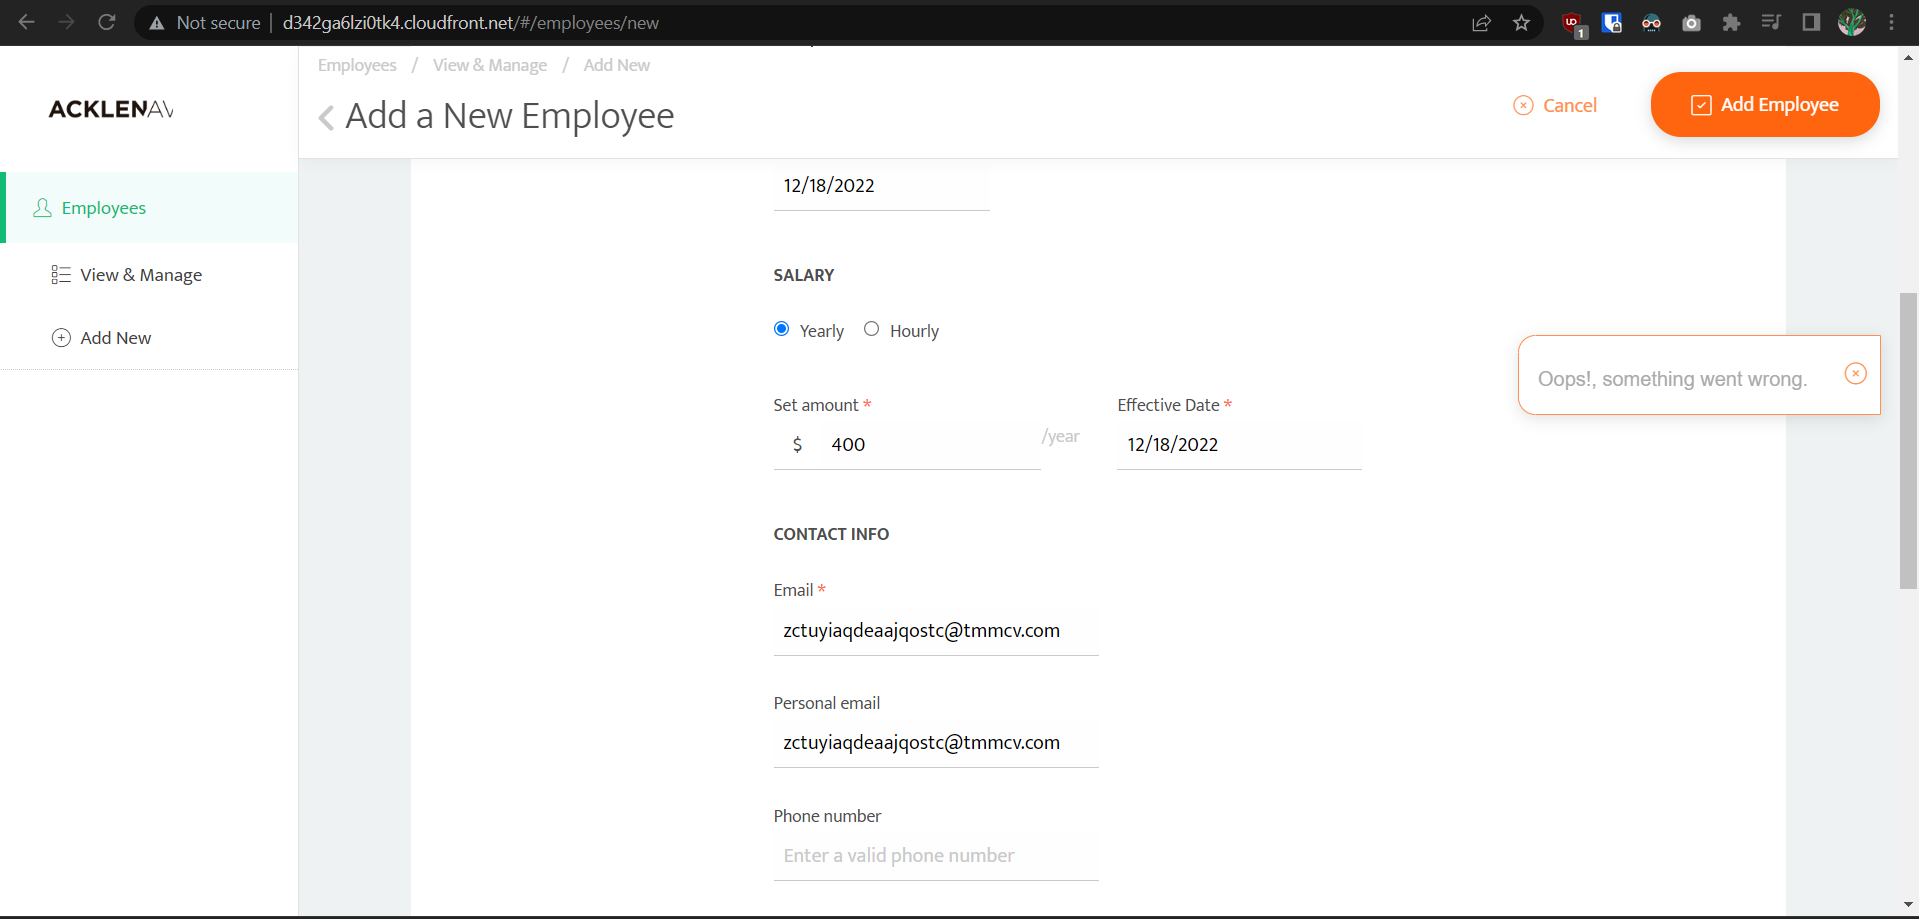 Not secure
d342ga6lzi0tk4.cloudfront.net/#/employees/new
1
Employees / View & Manage / Add New
Add a New Employee
Cancel
Add Employee
ACKLENAV
Employees
View & Manage
Add New
12/18/2022
SALARY
Yearly
Hourly
Set amount *
$ 400 /year
Effective Date *
12/18/2022
Oops!, something went wrong.
CONTACT INFO
Email *
zctuyiaqdeaajqostc@tmmcv.com
Personal email
zctuyiaqdeaajqostc@tmmcv.com
Phone number
Enter a valid phone number